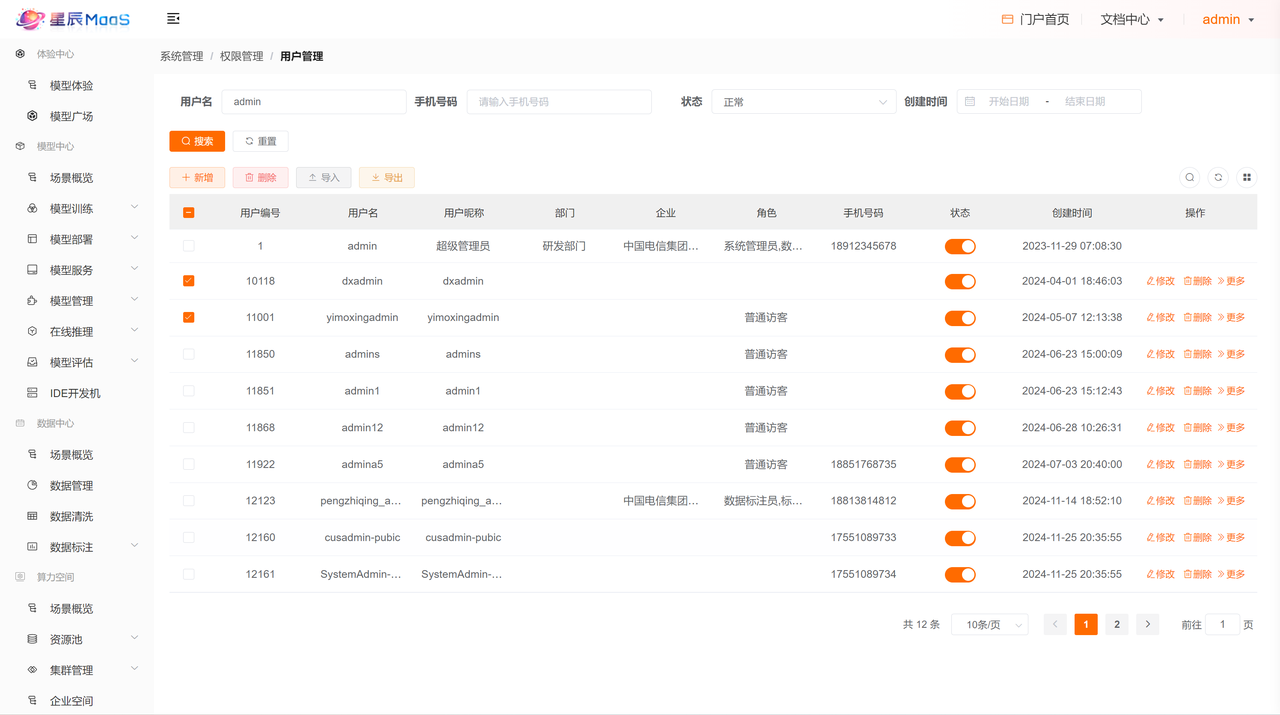 星辰MaaS
门户首页 文档中心 admin
体验中心
模型体验
模型广场
模型中心
场景概览
模型训练
模型部署
模型服务
模型管理
在线推理
模型评估
IDE开发机
数据中心
场景概览
数据管理
数据清洗
数据标注
算力空间
场景概览
资源池
集群管理
企业空间
系统管理 / 权限管理 / 用户管理
用户名 admin 手机号码 请输入手机号码 状态 正常 创建时间 开始日期 - 结束日期
搜索 重置
新增 删除 导入 导出
用户编号 用户名 用户昵称 部门 企业 角色 手机号码 状态 创建时间 操作
1 admin 超级管理员 研发部门 中国电信集团... 系统管理员,数... 18912345678 2023-11-29 07:08:30
10118 dxadmin dxadmin 2024-04-01 18:46:03 修改 删除 更多
11001 yimoxingadmin yimoxingadmin 普通访客 2024-05-07 12:13:38 修改 删除 更多
11850 admins admins 普通访客 2024-06-23 15:00:09 修改 删除 更多
11851 admin1 admin1 普通访客 2024-06-23 15:12:43 修改 删除 更多
11868 admin12 admin12 普通访客 2024-06-28 10:26:31 修改 删除 更多
11922 admina5 admina5 普通访客 18851768735 2024-07-03 20:40:00 修改 删除 更多
12123 pengzhiqing_a... pengzhiqing_a... 中国电信集团... 数据标注员,标... 18813814812 2024-11-14 18:52:10 修改 删除 更多
12160 cusadmin-pubic cusadmin-pubic 17551089733 2024-11-25 20:35:55 修改 删除 更多
12161 SystemAdmin-... SystemAdmin-... 17551089734 2024-11-25 20:35:55 修改 删除 更多
共 12 条 10条/页 1 2 前往 1 页